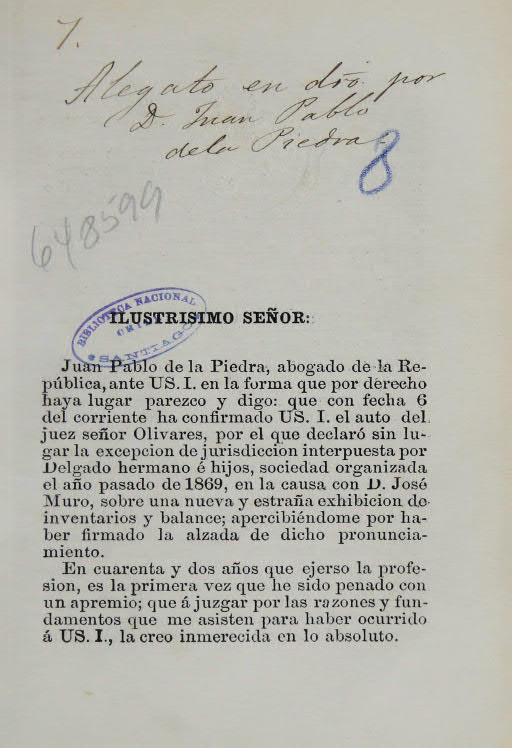 7.
Alegato en dro. por
D. Juan Pablo
de la Piedra
8
648599
BIBLIOTECA NACIONAL
CHILE
SANTIAGO
ILUSTRISIMO SEÑOR:
Juan Pablo de la Piedra, abogado de la Re-
pública, ante US. I. en la forma que por derecho
haya lugar parezco y digo: que con fecha 6
del corriente ha confirmado US. I. el auto del
juez señor Olivares, por el que declaró sin lu-
gar la excepcion de jurisdiccion interpuesta por
Delgado hermano é hijos, sociedad organizada
el año pasado de 1869, en la causa con D. José
Muro, sobre una nueva y estraña exhibicion de
inventarios y balance; apercibiéndome por ha-
ber firmado la alzada de dicho pronuncia-
miento.
En cuarenta y dos años que ejerso la profe-
sion, es la primera vez que he sido penado con
un apremio; que á juzgar por las razones y fun-
damentos que me asisten para haber ocurrido
á US. I., la creo inmerecida en lo absoluto.